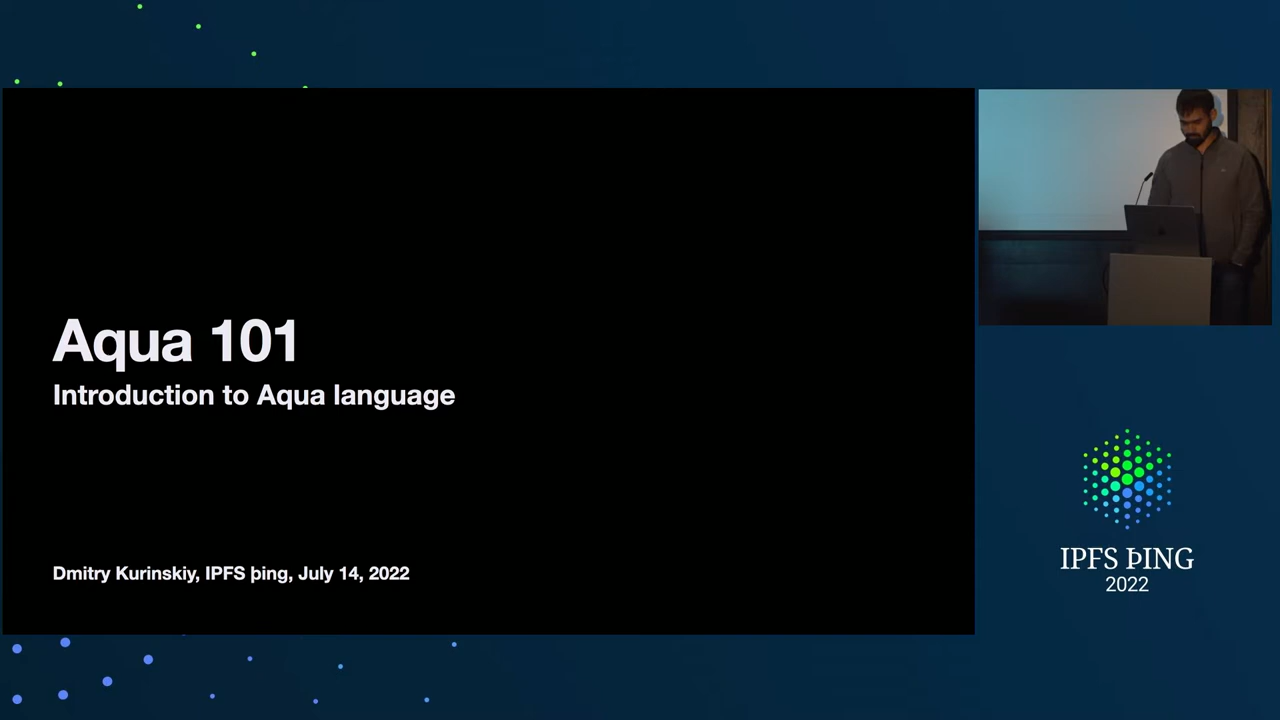 Aqua 101
Introduction to Aqua language
Dmitry Kurinskiy, IPFS þing, July 14, 2022
IPFS ÞING
2022